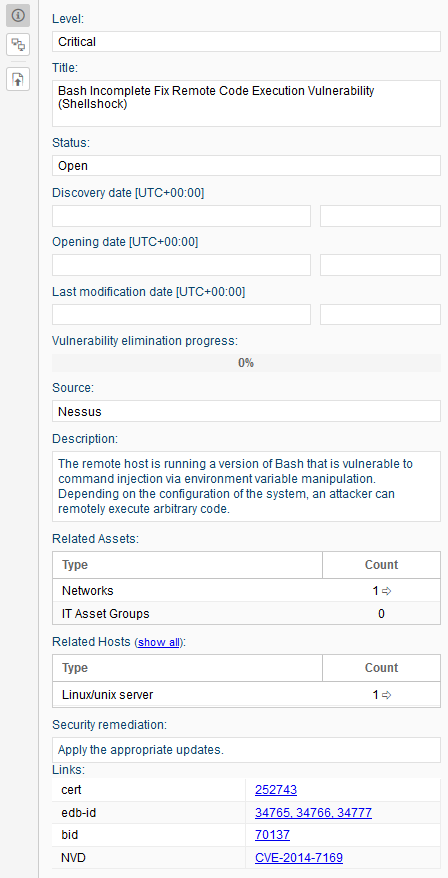 Level:
Critical
Title:
Bash Incomplete Fix Remote Code Execution Vulnerability
(Shellshock)
Status:
Open
Discovery date [UTC+00:00]
Opening date [UTC+00:00]
Last modification date [UTC+00:00]
Vulnerability elimination progress:
0%
Source:
Nessus
Description:
The remote host is running a version of Bash that is vulnerable to
command injection via environment variable manipulation.
Depending on the configuration of the system, an attacker can
remotely execute arbitrary code.
Related Assets:
Type Count
Networks 1
IT Asset Groups 0
Related Hosts (show all):
Type Count
Linux/unix server 1
Security remediation:
Apply the appropriate updates.
Links:
cert 252743
edb-id 34765, 34766, 34777
bid 70137
NVD CVE-2014-7169